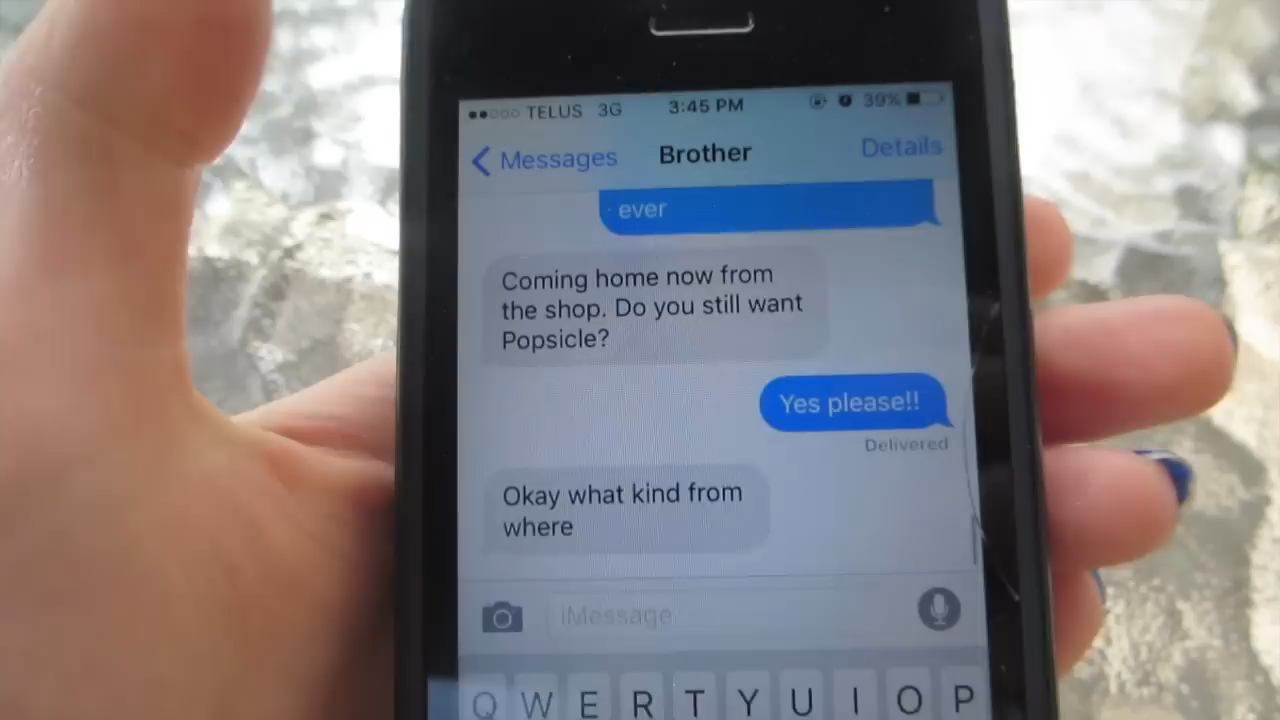 TELUS 3G 3:45 PM 39%
Messages Brother Details
ever
Coming home now from
the shop. Do you still want
Popsicle?
Yes please!!
Delivered
Okay what kind from
where
iMessage
Q W E R T Y U I O P